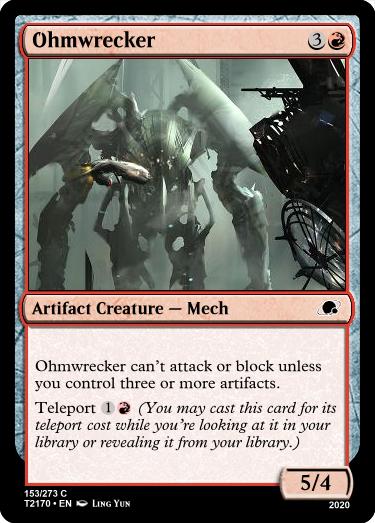 Ohmwrecker 3
Artifact Creature — Mech
Ohmwrecker can't attack or block unless
you control three or more artifacts.
Teleport 1 (You may cast this card for its
teleport cost while you're looking at it in your
library or revealing it from your library.)
5/4
153/273 C
T2170 • EN Ling Yun
2020